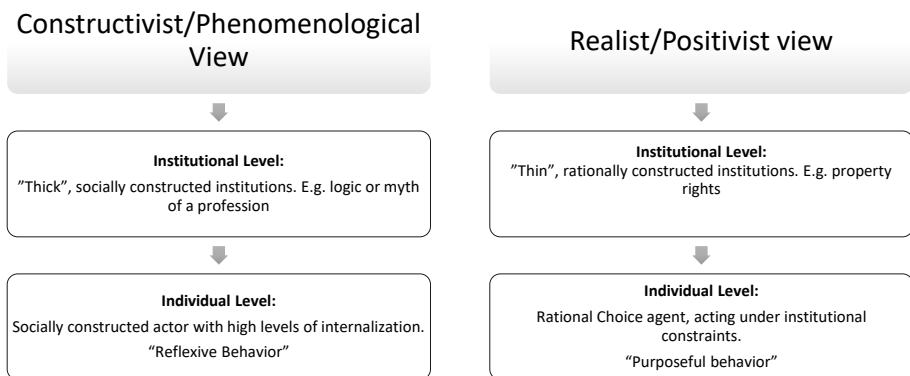 Constructivist/Phenomenological
View
Institutional Level:
”Thick”, socially constructed institutions. E.g. logic or myth
of a profession
Individual Level:
Socially constructed actor with high levels of internalization.
“Reflexive Behavior”
Realist/Positivist view
Institutional Level:
”Thin”, rationally constructed institutions. E.g. property
rights
Individual Level:
Rational Choice agent, acting under institutional
constraints.
“Purposeful behavior”